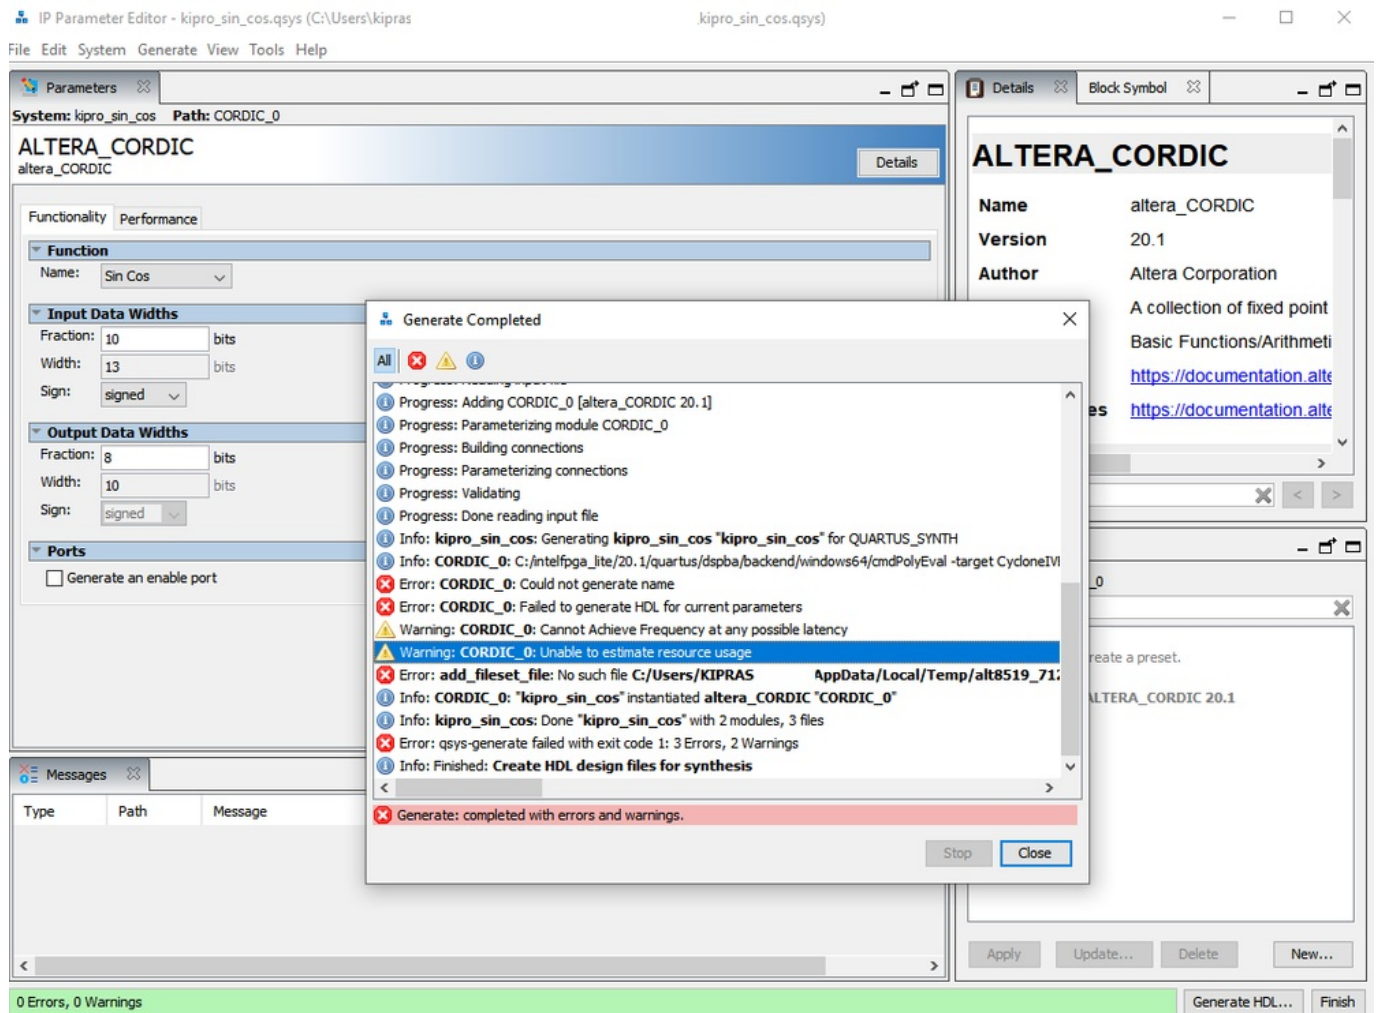 IP Parameter Editor - kipro_sin_cos.qsys (C:\Users\kipras kipro_sin_cos.qsys)
File Edit System Generate View Tools Help
Parameters
System: kipro_sin_cos Path: CORDIC_0
ALTERA_CORDIC
altera_CORDIC
Details
Functionality Performance
Function
Name: Sin Cos
Input Data Widths
Fraction: 10 bits
Width: 13 bits
Sign: signed
Output Data Widths
Fraction: 8 bits
Width: 10 bits
Sign: signed
Ports
Generate an enable port
Messages
Type Path Message
0 Errors, 0 Warnings
Details Block Symbol
ALTERA_CORDIC
Name altera_CORDIC
Version 20.1
Author Altera Corporation
A collection of fixed point
Basic Functions/Arithmeti
https://documentation.alte
es https://documentation.alte
< >
_0
reate a preset.
ALTERA_CORDIC 20.1
Apply Update... Delete New...
Generate HDL... Finish
Generate Completed
All
Progress: Reading input file
Progress: Adding CORDIC_0 [altera_CORDIC 20.1]
Progress: Parameterizing module CORDIC_0
Progress: Building connections
Progress: Parameterizing connections
Progress: Validating
Progress: Done reading input file
Info: kipro_sin_cos: Generating kipro_sin_cos "kipro_sin_cos" for QUARTUS_SYNTH
Info: CORDIC_0: C:/intelfpga_lite/20.1/quartus/dspba/backend/windows64/cmdPolyEval -target CycloneIVI
Error: CORDIC_0: Could not generate name
Error: CORDIC_0: Failed to generate HDL for current parameters
Warning: CORDIC_0: Cannot Achieve Frequency at any possible latency
Warning: CORDIC_0: Unable to estimate resource usage
Error: add_fileset_file: No such file C:/Users/KIPRAS AppData/Local/Temp/alt8519_712
Info: CORDIC_0: "kipro_sin_cos" instantiated altera_CORDIC "CORDIC_0"
Info: kipro_sin_cos: Done "kipro_sin_cos" with 2 modules, 3 files
Error: qsys-generate failed with exit code 1: 3 Errors, 2 Warnings
Info: Finished: Create HDL design files for synthesis
Generate: completed with errors and warnings.
Stop Close